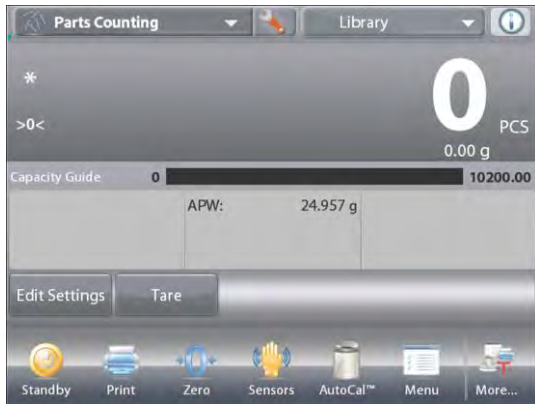 Parts Counting Library
*
0
>0< PCS
0.00 g
Capacity Guide 0 10200.00
APW: 24.957 g
Edit Settings Tare
Standby Print Zero Sensors AutoCal™ Menu More...